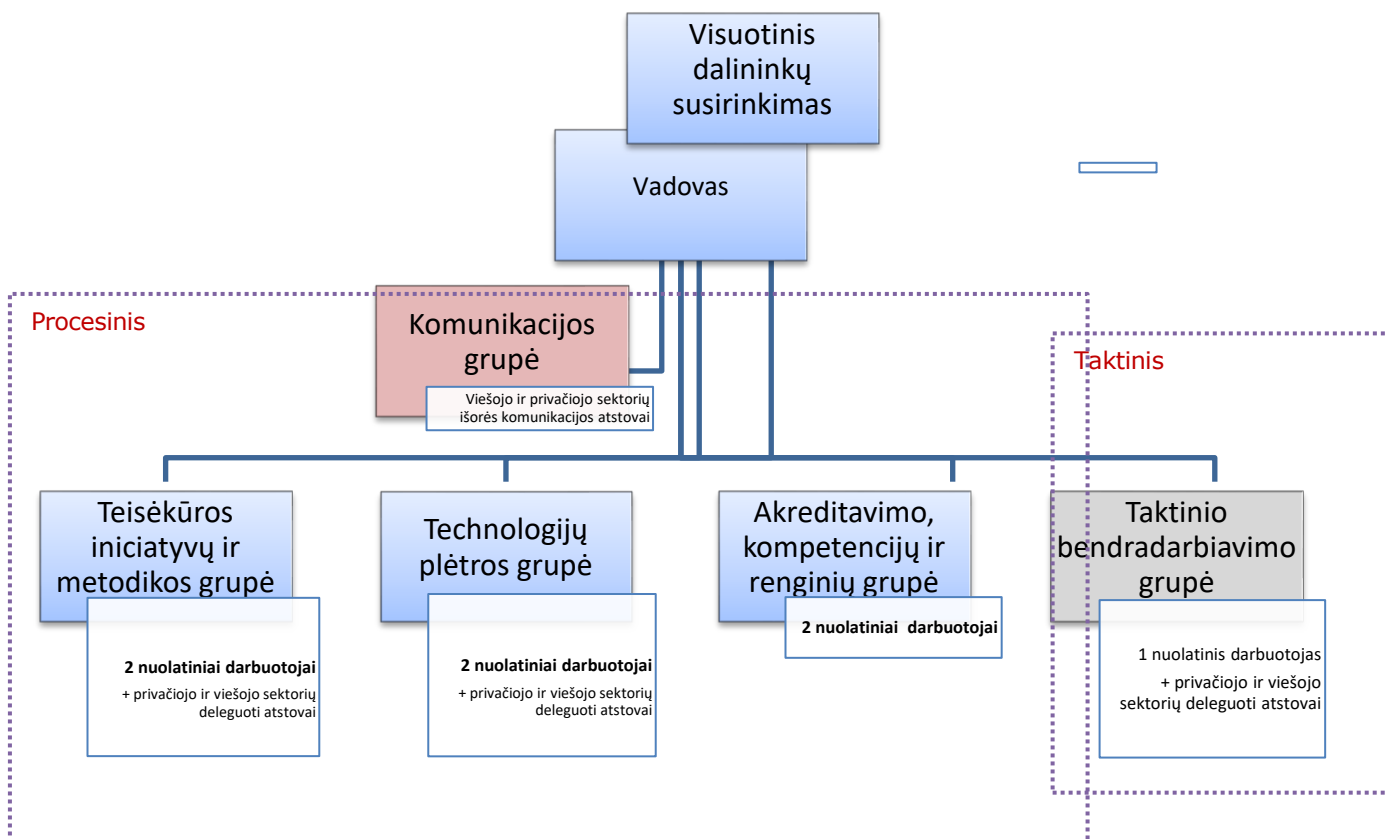 Visuotinis
dalininkų
susirinkimas
Vadovas
Procesinis
Komunikacijos
grupė
Viešojo ir privačiojo sektorių
išorės komunikacijos atstovai
Taktinis
Teisėkūros
iniciatyvų ir
metodikos grupė
2 nuolatiniai darbuotojai
+ privačiojo ir viešojo sektorių
deleguoti atstovai
Technologijų
plėtros grupė
2 nuolatiniai darbuotojai
+ privačiojo ir viešojo sektorių
deleguoti atstovai
Akreditavimo,
kompetencijų ir
renginių grupė
2 nuolatiniai darbuotojai
Taktinio
bendradarbiavimo
grupė
1 nuolatinis darbuotojas
+ privačiojo ir viešojo
sektorių deleguoti atstovai